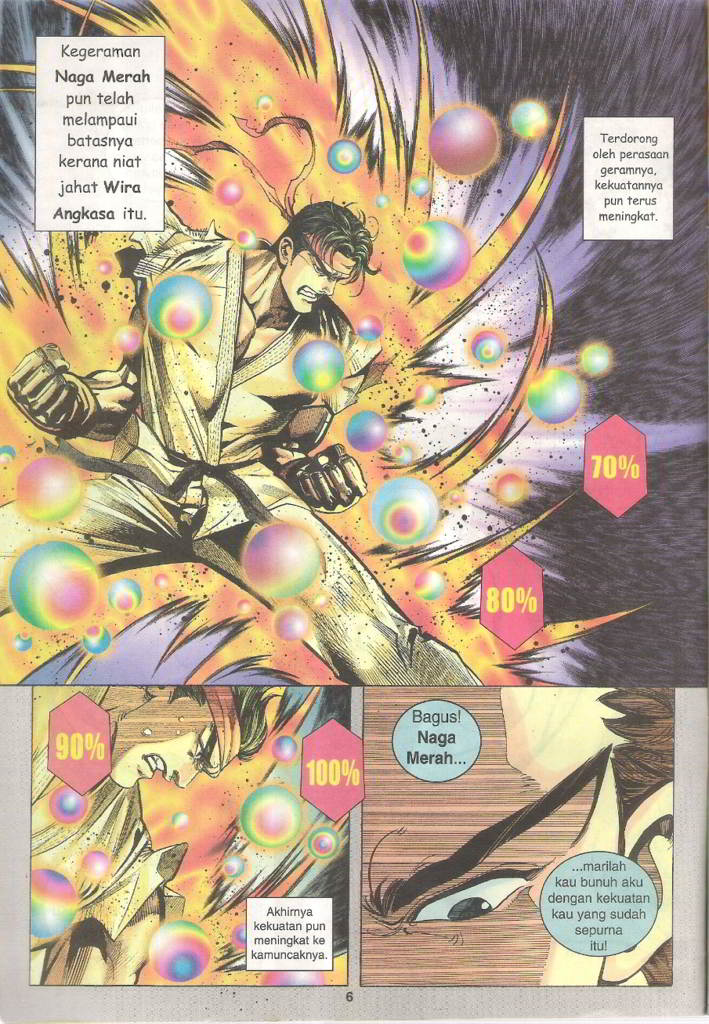 Kegeraman
Naga Merah
pun telah
melampaui
batasnya
kerana niat
jahat Wira
Angkasa itu.
Terdorong
oleh perasaan
geramnya,
kekuatannya
pun terus
meningkat.
70%
80%
90%
100%
Akhirnya
kekuatan pun
meningkat ke
kamuncaknya.
Bagus!
Naga
Merah...
...marilah
kau bunuh aku
dengan kekuatan
kau yang sudah
sepurna
itu!
6